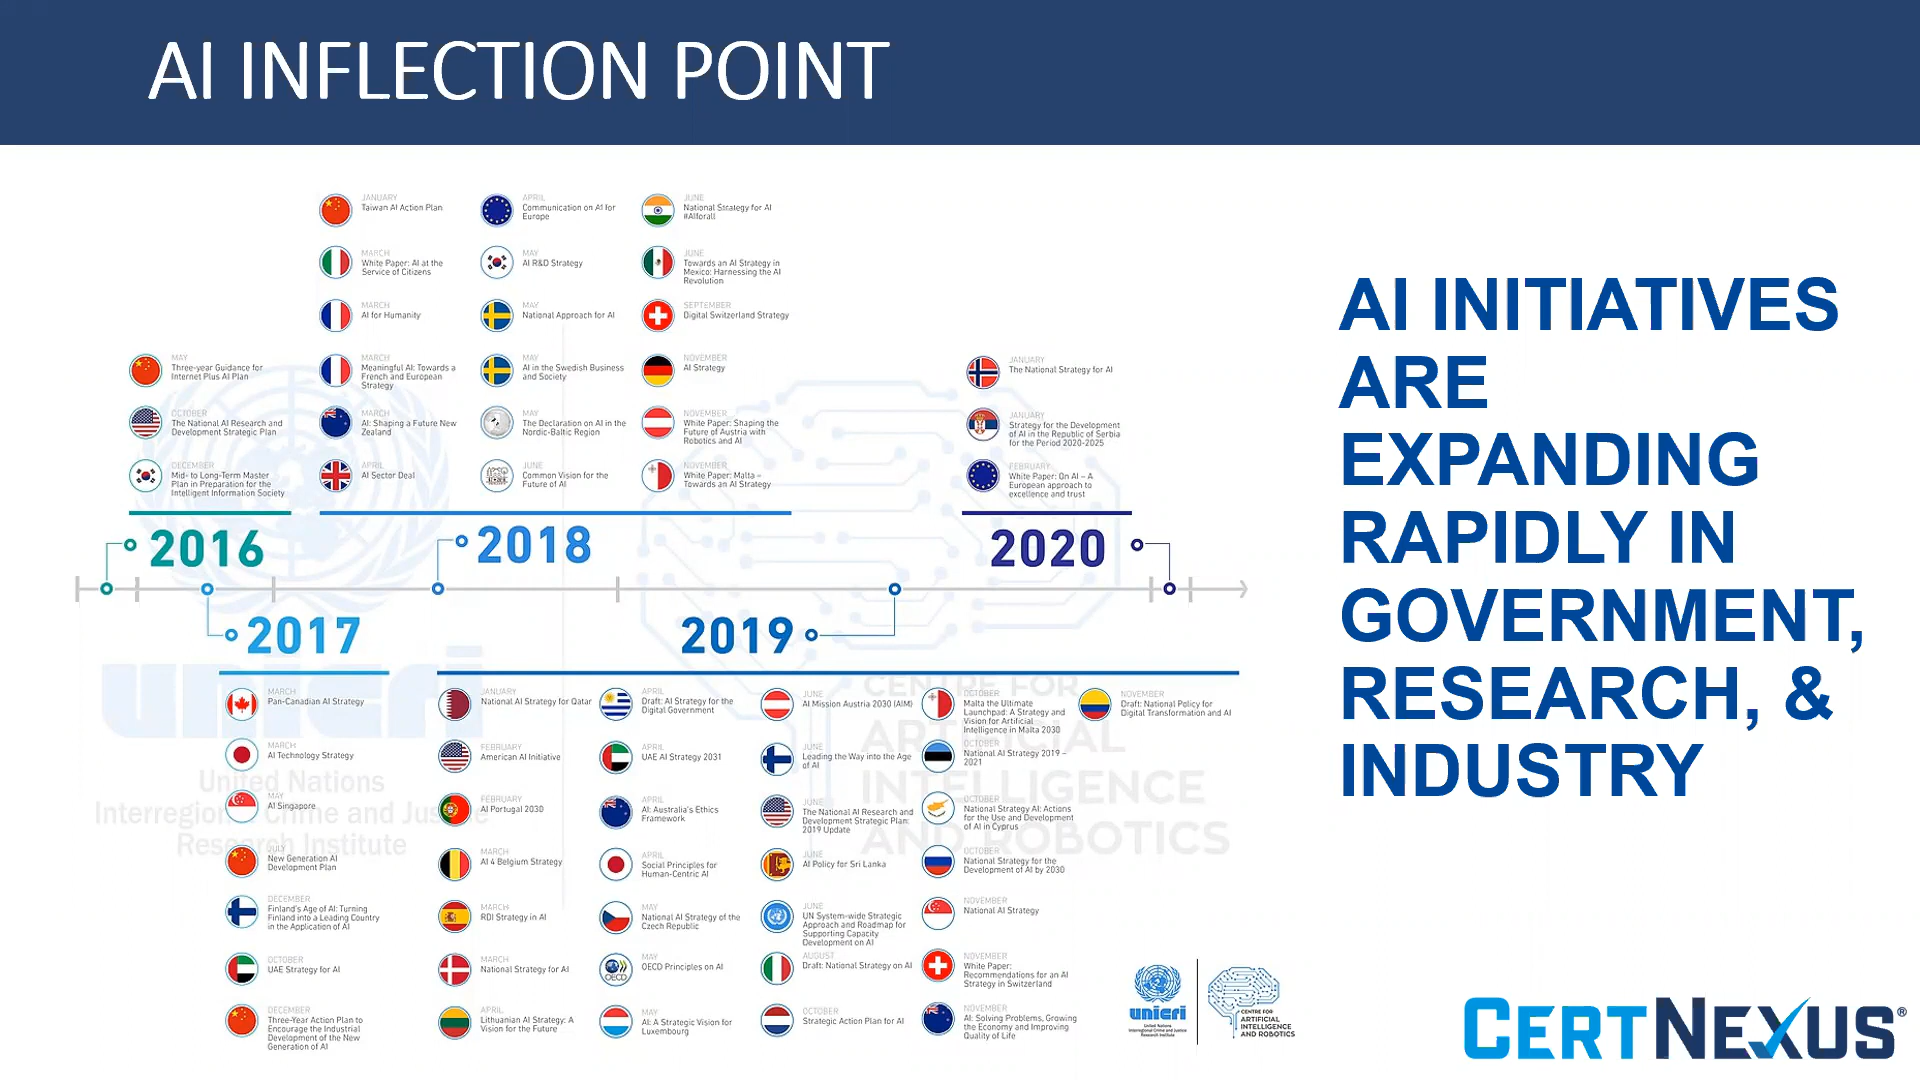 AI INFLECTION POINT
JANUARY
Taiwan AI Action Plan
MARCH
White Paper: AI at the
Service of Citizens
MARCH
AI for Humanity
MARCH
Meaningful AI: Towards a
French and European
Strategy
MARCH
AI: Shaping a Future New
Zealand
APRIL
AI Sector Deal
APRIL
Communication on AI for
Europe
MAY
AI R&D Strategy
MAY
National Approach for AI
MAY
AI in the Swedish Business
and Society
MAY
The Declaration on AI in the
Nordic-Baltic Region
JUNE
Common Vision for the
Future of AI
JUNE
National Strategy for AI
#AIforall
JUNE
Towards an AI Strategy in
Mexico: Harnessing the AI
Revolution
SEPTEMBER
Digital Switzerland Strategy
NOVEMBER
AI Strategy
NOVEMBER
White Paper: Shaping the
Future of Austria with
Robotics and AI
NOVEMBER
White Paper: Malta –
Towards an AI Strategy
MAY
Three-year Guidance for
Internet Plus AI Plan
OCTOBER
The National AI Research and
Development Strategic Plan
DECEMBER
Mid- to Long-Term Master
Plan in Preparation for the
Intelligent Information Society
JANUARY
The National Strategy for AI
JANUARY
Strategy for the Development
of AI in the Republic of Serbia
for the Period 2020-2025
FEBRUARY
White Paper: On AI – A
European approach to
excellence and trust
2016
2018
2020
2017
2019
MARCH
Pan-Canadian AI Strategy
MARCH
AI Technology Strategy
MAY
AI Singapore
JULY
New Generation AI
Development Plan
DECEMBER
Finland's Age of AI: Turning
Finland into a Leading Country
in the Application of AI
OCTOBER
UAE Strategy for AI
DECEMBER
Three-Year Action Plan to
Encourage the Industrial
Development of the New
Generation of AI
JANUARY
National AI Strategy for Qatar
FEBRUARY
American AI Initiative
FEBRUARY
AI Portugal 2030
MARCH
AI 4 Belgium Strategy
MARCH
RDI Strategy in AI
MARCH
National Strategy for AI
APRIL
Lithuanian AI Strategy: A
Vision for the Future
APRIL
Draft: AI Strategy for the
Digital Government
APRIL
UAE AI Strategy 2031
APRIL
AI: Australia's Ethics
Framework
APRIL
Social Principles for
Human-Centric AI
MAY
National AI Strategy of the
Czech Republic
MAY
OECD Principles on AI
OECD
MAY
AI: A Strategic Vision for
Luxembourg
JUNE
AI Mission Austria 2030 (AIM)
JUNE
Leading the Way into the Age
of AI
JUNE
The National AI Research and
Development Strategic Plan:
2019 Update
JUNE
AI Policy for Sri Lanka
JUNE
UN System-wide Strategic
Approach and Roadmap for
Supporting Capacity
Development on AI
AUGUST
Draft: National Strategy on AI
OCTOBER
Strategic Action Plan for AI
OCTOBER
Malta the Ultimate
Launchpad: A Strategy and
Vision for Artificial
Intelligence in Malta 2030
OCTOBER
National AI Strategy 2019 –
2021
OCTOBER
National Strategy AI: Actions
for the Use and Development
of AI in Cyprus
OCTOBER
National Strategy for the
Development of AI by 2030
NOVEMBER
National AI Strategy
NOVEMBER
White Paper:
Recommendations for an AI
Strategy in Switzerland
NOVEMBER
AI: Solving Problems, Growing
the Economy and Improving
Quality of Life
NOVEMBER
Draft: National Policy for
Digital Transformation and AI
unicri
United Nations
Interregional Crime and Justice
Research Institute
CENTRE FOR
ARTIFICIAL
INTELLIGENCE
AND ROBOTICS
unicri
United Nations
Interregional Crime and Justice
Research Institute
CENTRE FOR
ARTIFICIAL
INTELLIGENCE
AND ROBOTICS
AI INITIATIVES
ARE
EXPANDING
RAPIDLY IN
GOVERNMENT,
RESEARCH, &
INDUSTRY
CERTNEXUS®